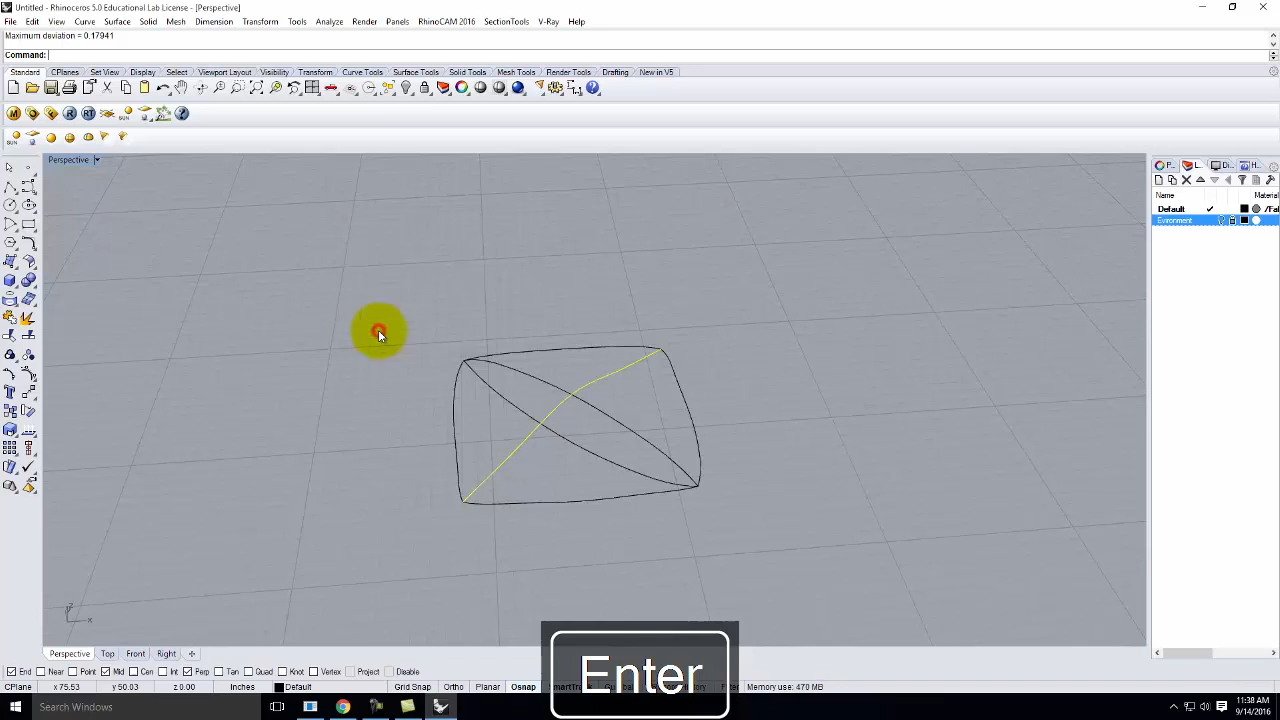 Untitled - Rhinoceros 5.0 Educational Lab License - [Perspective]
File Edit View Curve Surface Solid Mesh Dimension Transform Tools Analyze Render Panels RhinoCAM 2016 SectionTools V-Ray Help
Maximum deviation = 0.17941
Command:
Standard CPlanes Set View Display Select Viewport Layout Visibility Transform Curve Tools Surface Tools Solid Tools Mesh Tools Render Tools Drafting New in V5
Perspective
P... L... Di... H...
Name Material
Default
Evironment
Z
x
Enter
Perspective Top Front Right
End Near Point Mid Cen Int Perp Tan Quad Knot Vertex Project Disable
CPlane x 75.53 y 50.03 z 0.00 Inches Default Grid Snap Ortho Planar Osnap Memory use: 470 MB
Search Windows
11:38 AM
9/14/2016